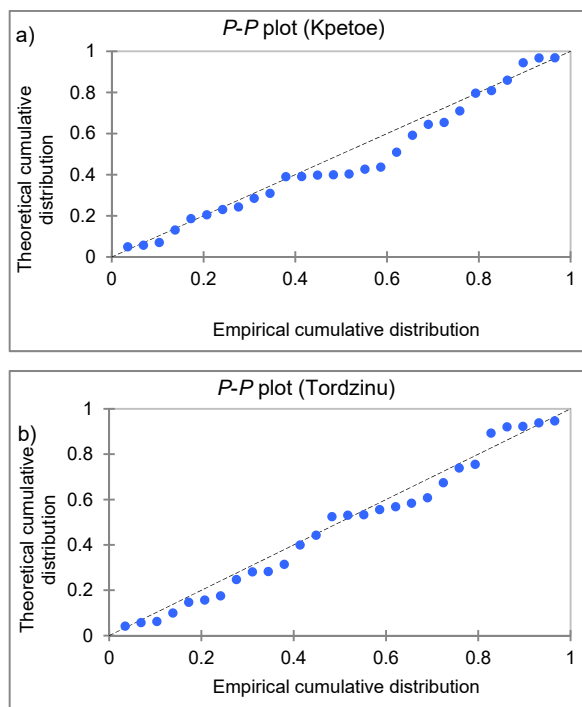 a)
P-P plot (Kpetoe)
Theoretical cumulative
distribution
1
0.8
0.6
0.4
0.2
0
0 0.2 0.4 0.6 0.8 1
Empirical cumulative distribution
P-P plot (Tordzinu)
b)
Theoretical cumulative
distribution
1
0.8
0.6
0.4
0.2
0
0 0.2 0.4 0.6 0.8 1
Empirical cumulative distribution